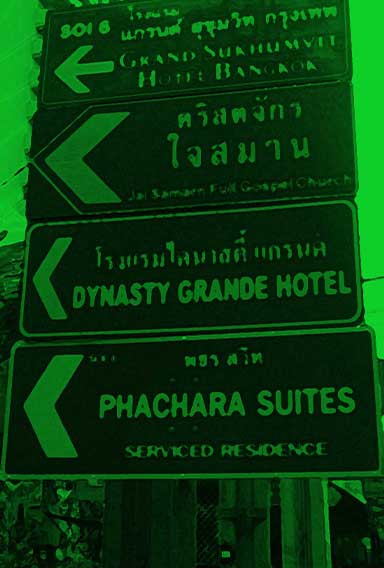 SOI 6 โรงแรม
แกรนด์ สุขุมวิท กรุงเทพ
GRAND SUKHUMVIT
HOTEL BANGKOK
คริสตจักร
ใจสมาน
Jai Samarn Full Gospel Church
โรงแรมไดนาสตี้ แกรนด์
DYNASTY GRANDE HOTEL
พชร สวีท
PHACHARA SUITES
SERVICED RESIDENCE